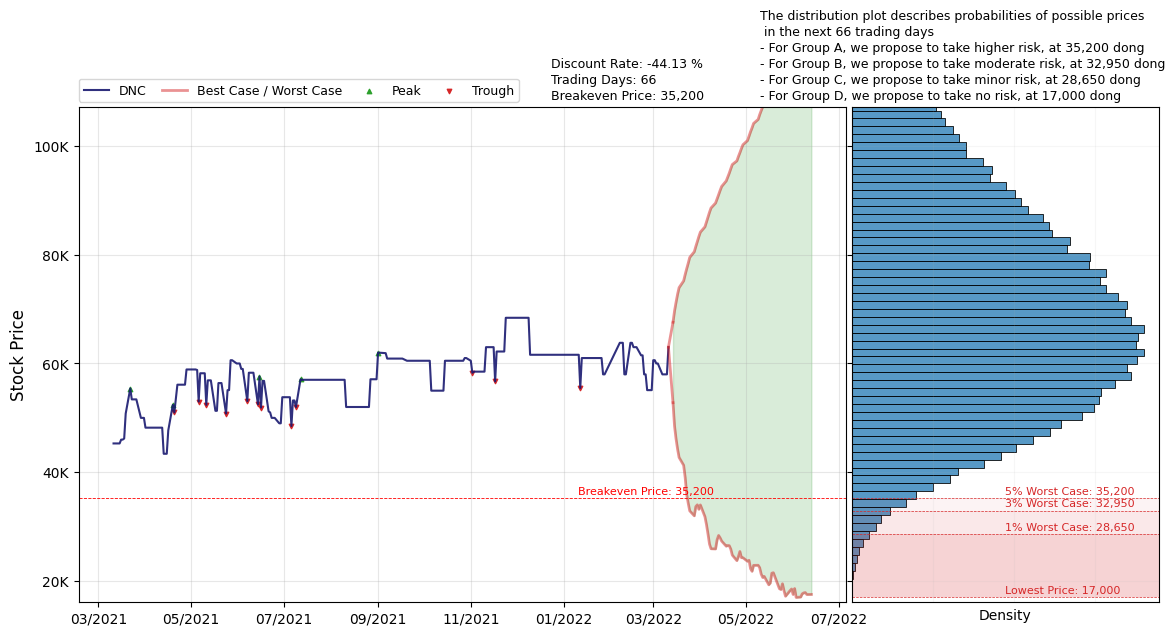 The distribution plot describes probabilities of possible prices
in the next 66 trading days
- For Group A, we propose to take higher risk, at 35,200 dong
- For Group B, we propose to take moderate risk, at 32,950 dong
- For Group C, we propose to take minor risk, at 28,650 dong
- For Group D, we propose to take no risk, at 17,000 dong
Discount Rate: -44.13 %
Trading Days: 66
Breakeven Price: 35,200
DNC
Best Case / Worst Case
Peak
Trough
Stock Price
100K
80K
60K
40K
20K
Breakeven Price: 35,200
5% Worst Case: 35,200
3% Worst Case: 32,950
1% Worst Case: 28,650
Lowest Price: 17,000
03/2021
05/2021
07/2021
09/2021
11/2021
01/2022
03/2022
05/2022
07/2022
Density